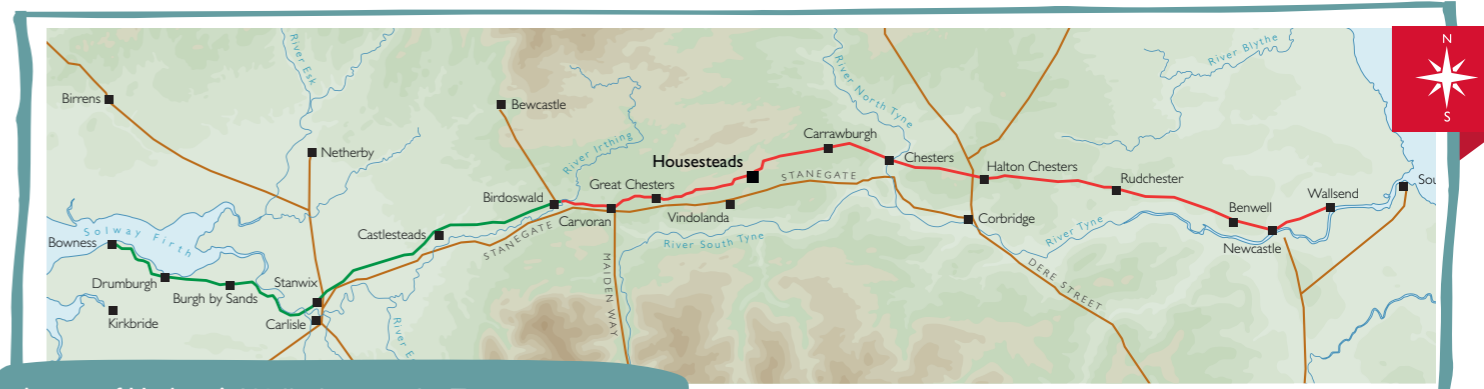 N
S
River Esk
River Blythe
Birrens
Bewcastle
River North Tyne
Netherby
River Irthing
Carrawburgh
Housesteads
Chesters
Halton Chesters
STANEGATE
Rudchester
Great Chesters
Birdoswald
Wallsend
Vindolanda
Carvoran
Benwell
Corbridge
Solway Firth
Bowness
Castlesteads
STANEGATE
River South Tyne
River Tyne
Newcastle
Drumburgh
Burgh by Sands
Stanwix
MAIDEN WAY
DERE STREET
Kirkbride
Carlisle